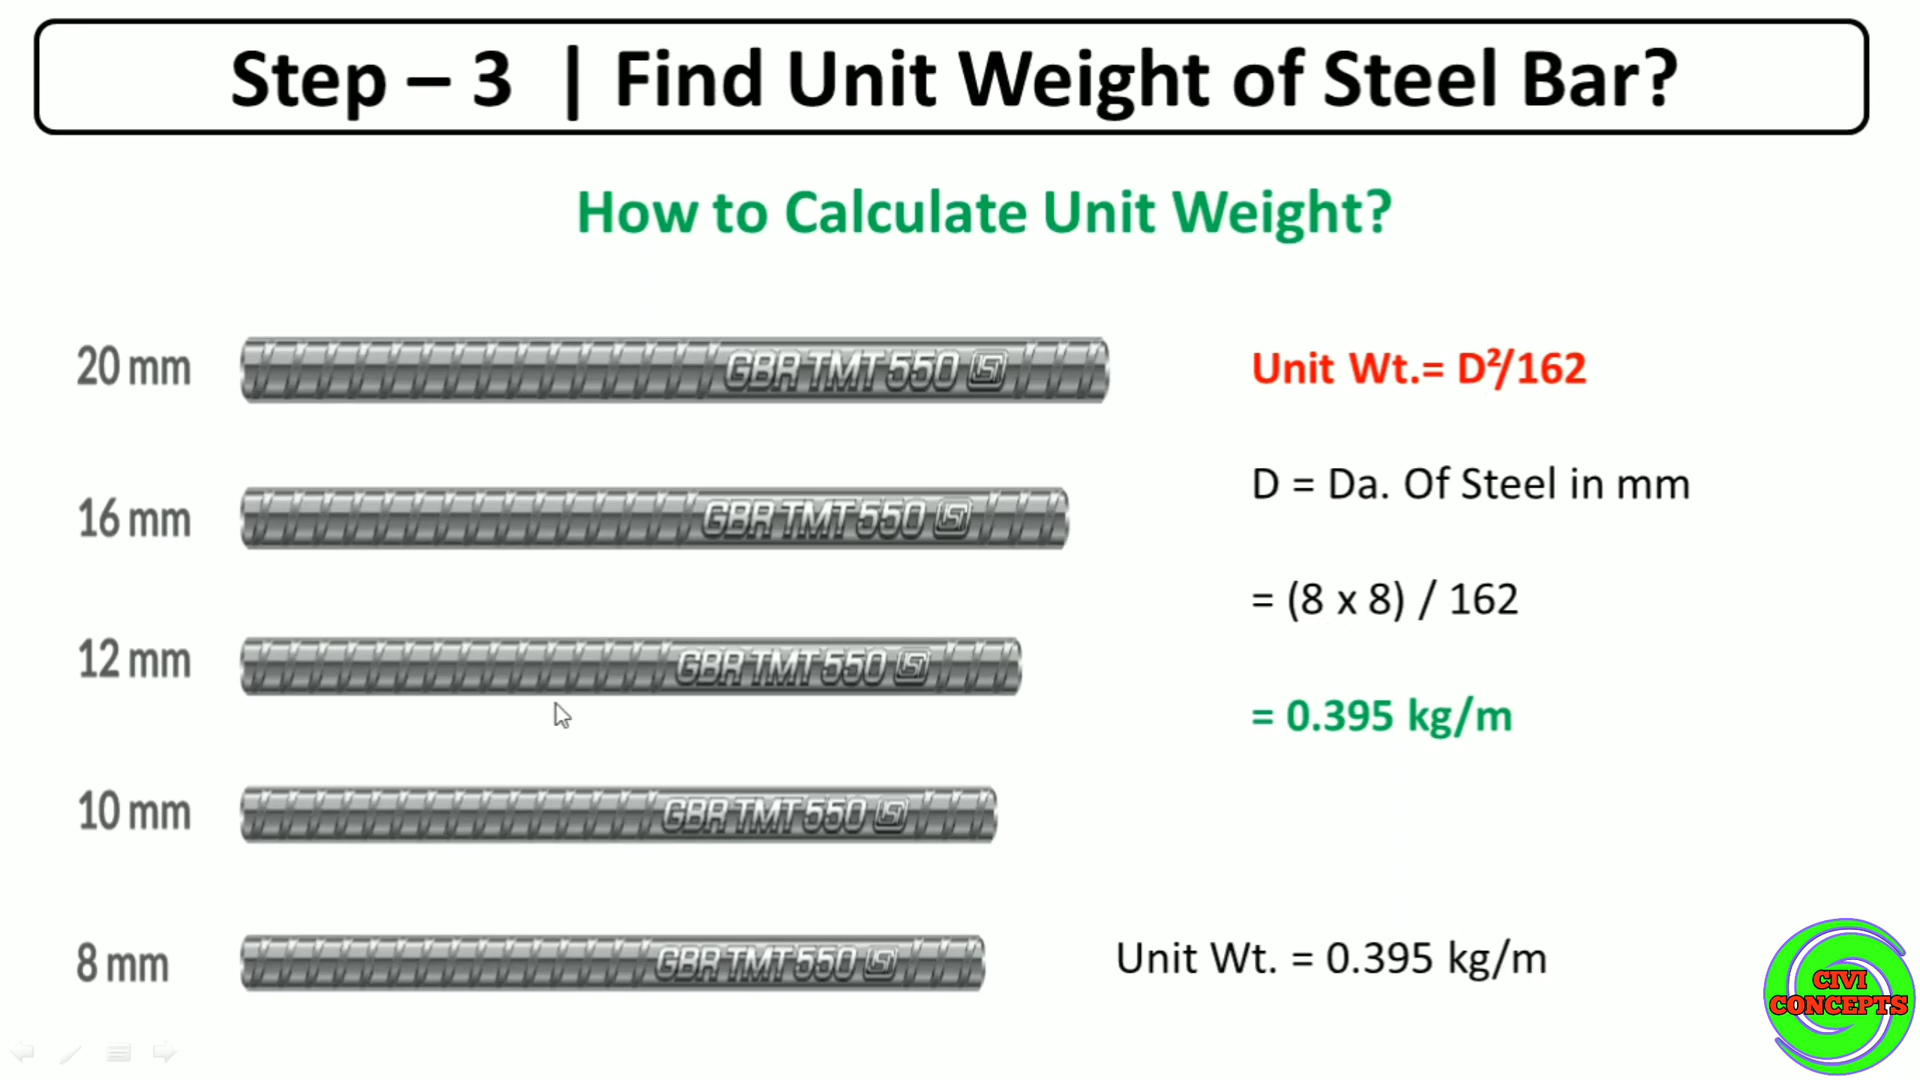 Step – 3 | Find Unit Weight of Steel Bar?
How to Calculate Unit Weight?
20 mm
GBR TMT 550
Unit Wt.= D²/162
16 mm
GBR TMT 550
D = Da. Of Steel in mm
= (8 x 8) / 162
12 mm
GBR TMT 550
= 0.395 kg/m
10 mm
GBR TMT 550
8 mm
GBR TMT 550
Unit Wt. = 0.395 kg/m
CIVI
CONCEPTS